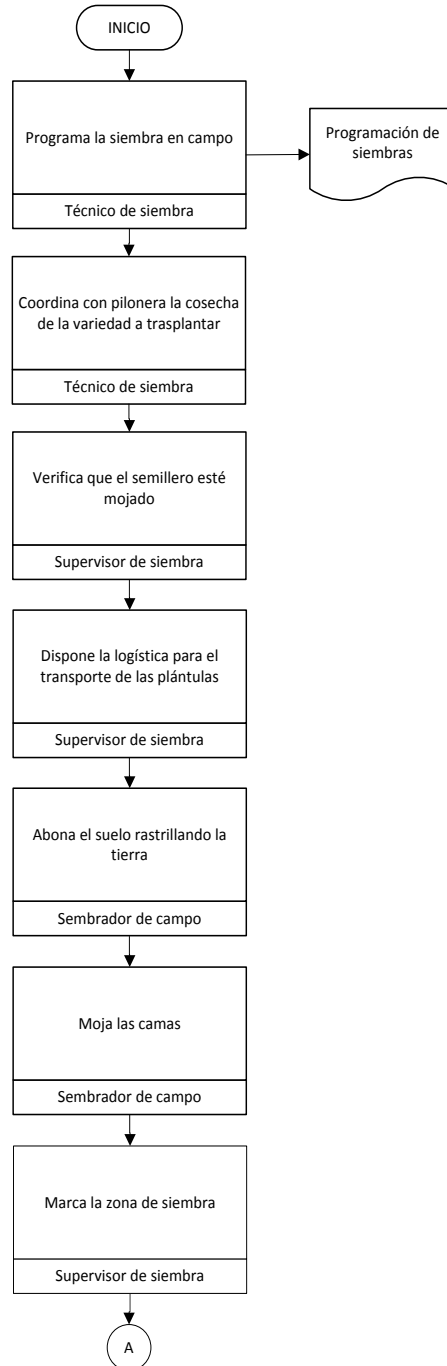 INICIO
Programa la siembra en campo
Técnico de siembra
Programación de
siembras
Coordina con pilonera la cosecha
de la variedad a trasplantar
Técnico de siembra
Verifica que el semillero esté
mojado
Supervisor de siembra
Dispone la logística para el
transporte de las plántulas
Supervisor de siembra
Abona el suelo rastrillando la
tierra
Sembrador de campo
Moja las camas
Sembrador de campo
Marca la zona de siembra
Supervisor de siembra
A